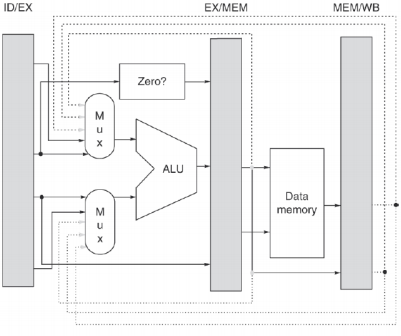 ID/EX
EX/MEM
MEM/WB
Zero?
M
u
x
ALU
M
u
x
Data
memory